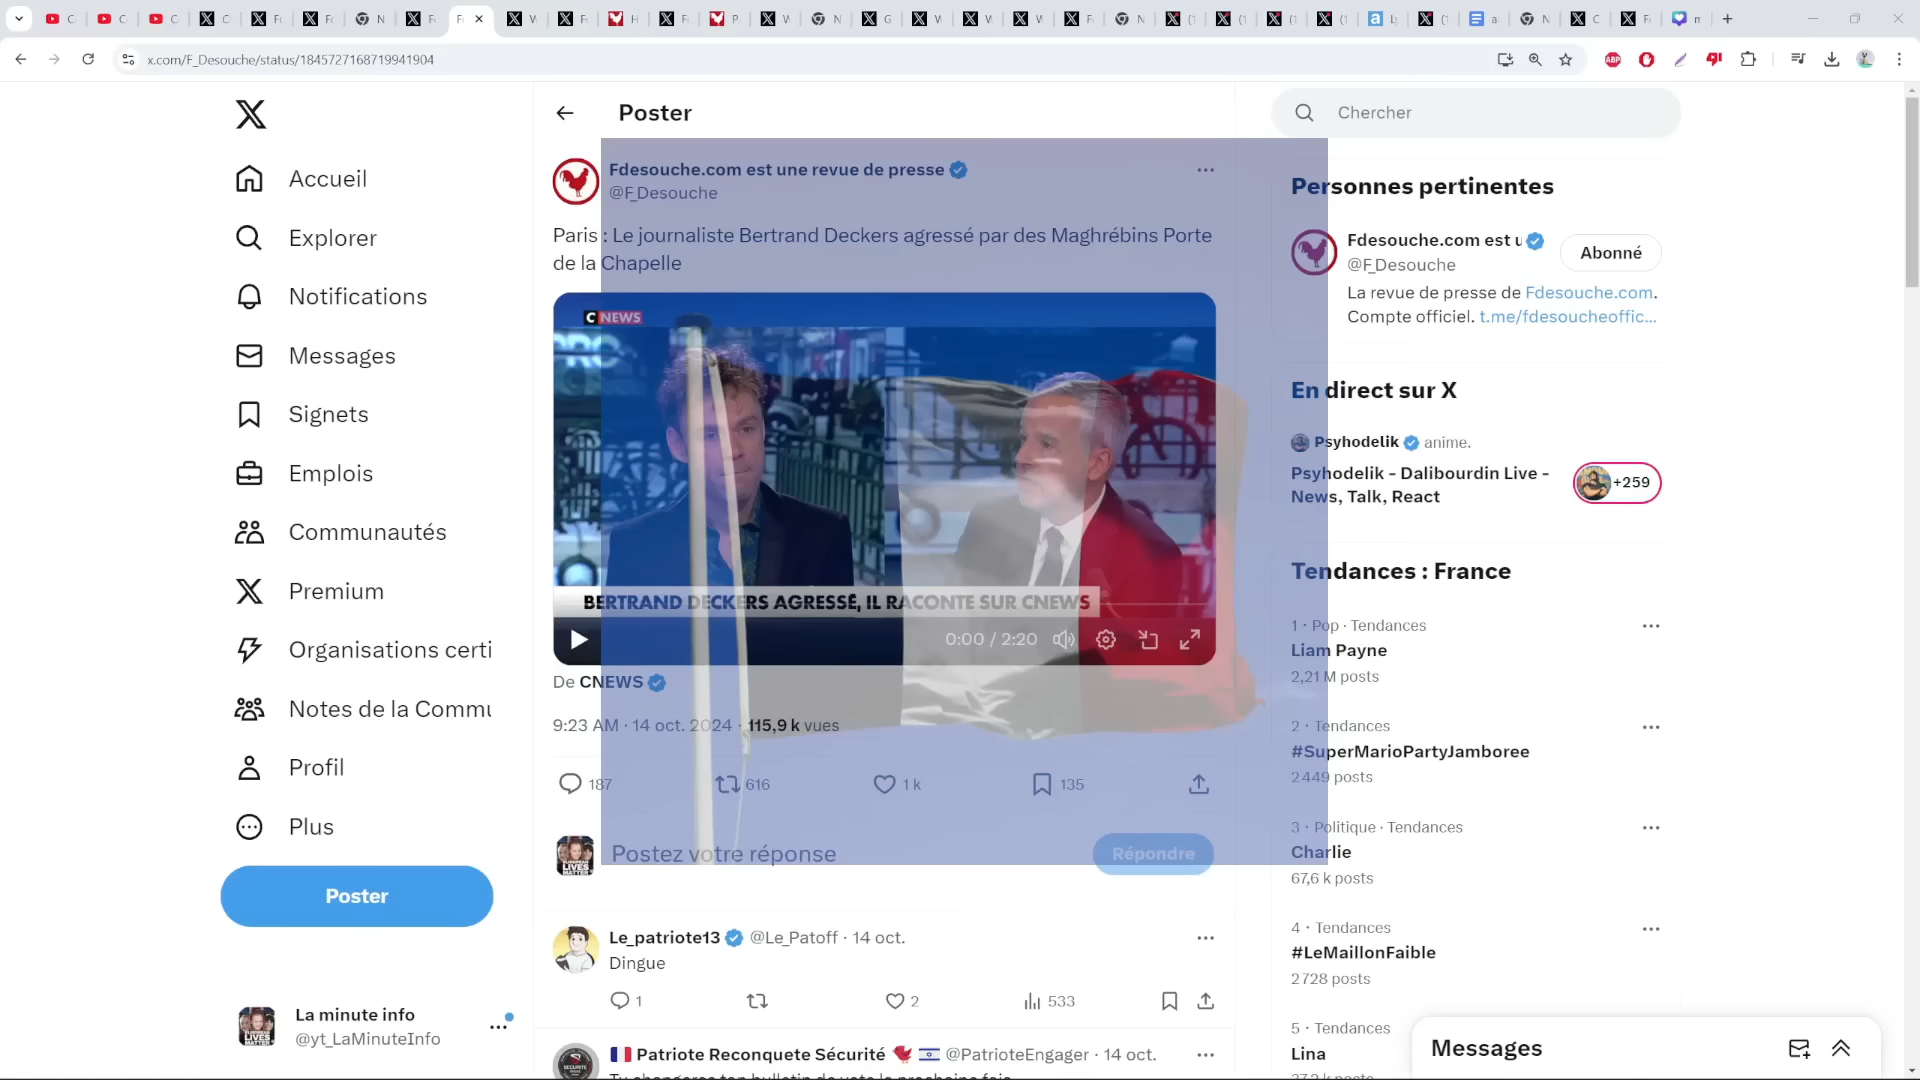 x.com/F_Desouche/status/1845727168719941904
ABP
Accueil
Explorer
Notifications
Messages
Signets
Emplois
Communautés
Premium
Organisations certi
Notes de la Commu
Profil
Plus
Poster
La minute info
@yt_LaMinuteInfo
Poster
Fdesouche.com est une revue de presse
@F_Desouche
Paris : Le journaliste Bertrand Deckers agressé par des Maghrébins Porte
de la Chapelle
CNEWS
BERTRAND DECKERS AGRESSÉ, IL RACONTE SUR CNEWS
0:00 / 2:20
De CNEWS
9:23 AM · 14 oct. 2024 · 115,9 k vues
187 616 1 k 135
Postez votre réponse
Répondre
Le_patriote13 @Le_Patoff · 14 oct.
Dingue
1 2 533
Patriote Reconquete Sécurité @PatrioteEngager · 14 oct.
Chercher
Personnes pertinentes
Fdesouche.com est u
@F_Desouche
Abonné
La revue de presse de Fdesouche.com.
Compte officiel. t.me/fdesoucheoffic...
En direct sur X
Psyhodelik anime.
Psyhodelik - Dalibourdin Live -
News, Talk, React
+259
Tendances : France
1 · Pop · Tendances
Liam Payne
2,21 M posts
2 · Tendances
#SuperMarioPartyJamboree
2 449 posts
3 · Politique · Tendances
Charlie
67,6 k posts
4 · Tendances
#LeMaillonFaible
2 728 posts
5 · Tendances
Lina
Messages